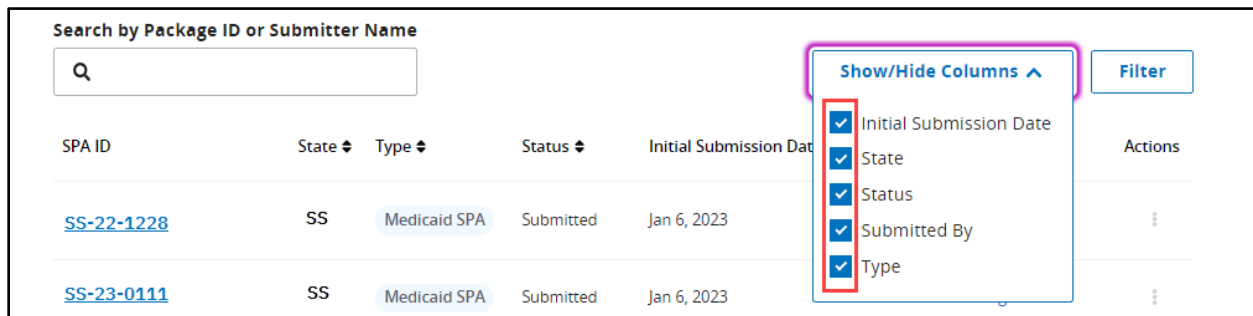 Search by Package ID or Submitter Name
Show/Hide Columns
Filter
Initial Submission Date
State
Status
Submitted By
Type
SPA ID State Type Status Initial Submission Dat Actions
SS-22-1228 SS Medicaid SPA Submitted Jan 6, 2023
SS-23-0111 SS Medicaid SPA Submitted Jan 6, 2023